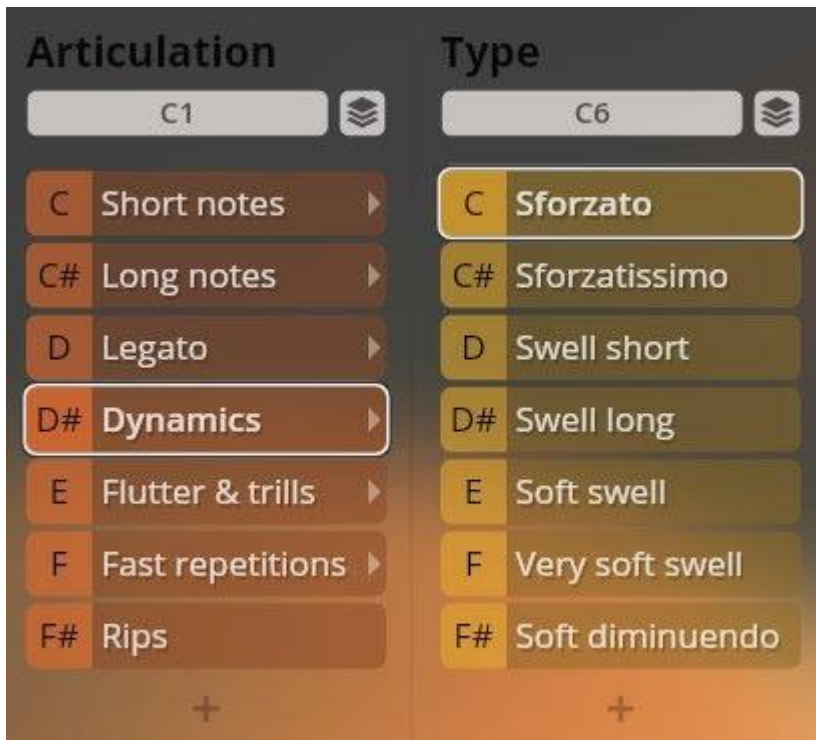 Articulation
C1
C Short notes
C# Long notes
D Legato
D# Dynamics
E Flutter & trills
F Fast repetitions
F# Rips
+
Type
C6
C Sforzato
C# Sforzatissimo
D Swell short
D# Swell long
E Soft swell
F Very soft swell
F# Soft diminuendo
+